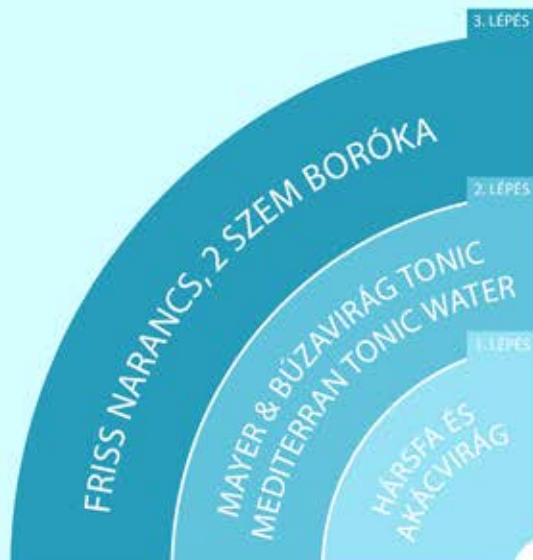 3. LÉPÉS
FRISS NARANCS, 2 SZEM BORÓKA
2. LÉPÉS
MAYER & BÚZAVIRÁG TONIC
MEDITERRAN TONIC WATER
1. LÉPÉS
HÁRSFA ÉS
AKÁCVIRÁG